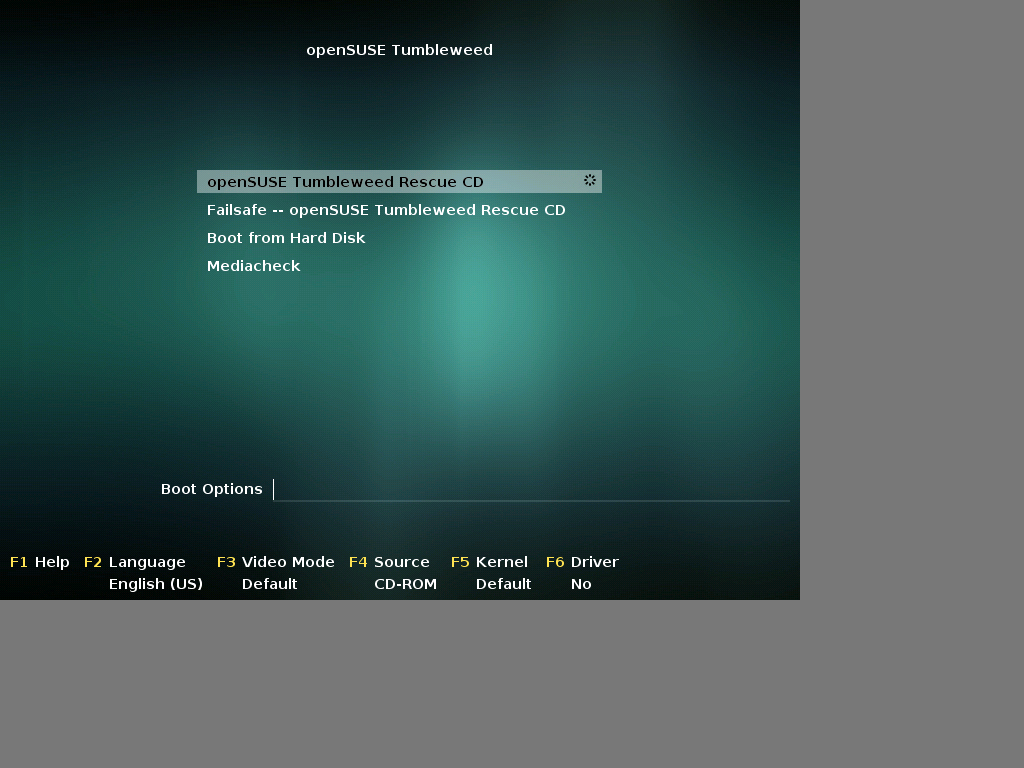 openSUSE Tumbleweed
openSUSE Tumbleweed Rescue CD
Failsafe -- openSUSE Tumbleweed Rescue CD
Boot from Hard Disk
Mediacheck
Boot Options
F1 Help F2 Language F3 Video Mode F4 Source F5 Kernel F6 Driver
English (US) Default CD-ROM Default No